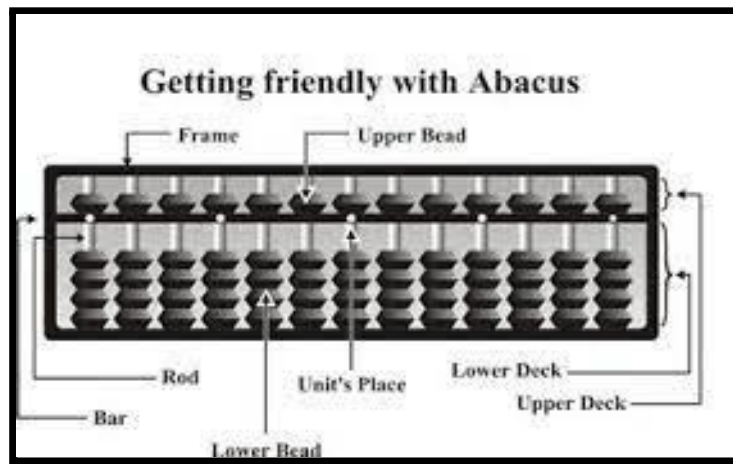 Getting friendly with Abacus
Frame
Upper Bead
Rod
Unit's Place
Lower Deck
Upper Deck
Bar
Lower Bead